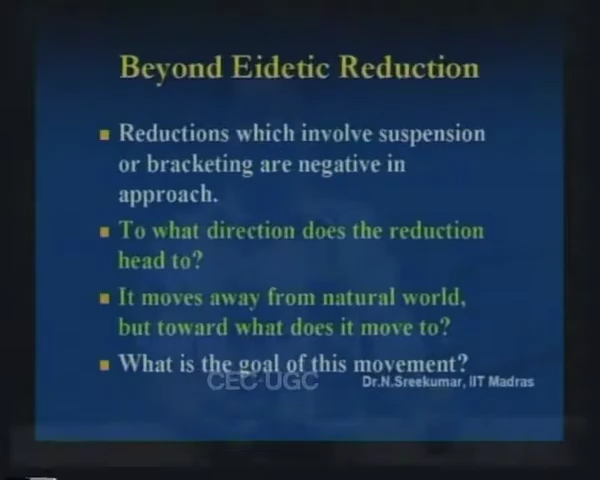 Beyond Eidetic Reduction
Reductions which involve suspension
or bracketing are negative in
approach.
To what direction does the reduction
head to?
It moves away from natural world,
but toward what does it move to?
What is the goal of this movement?
CEC-UGC
Dr.N.Sreekumar, IIT Madras